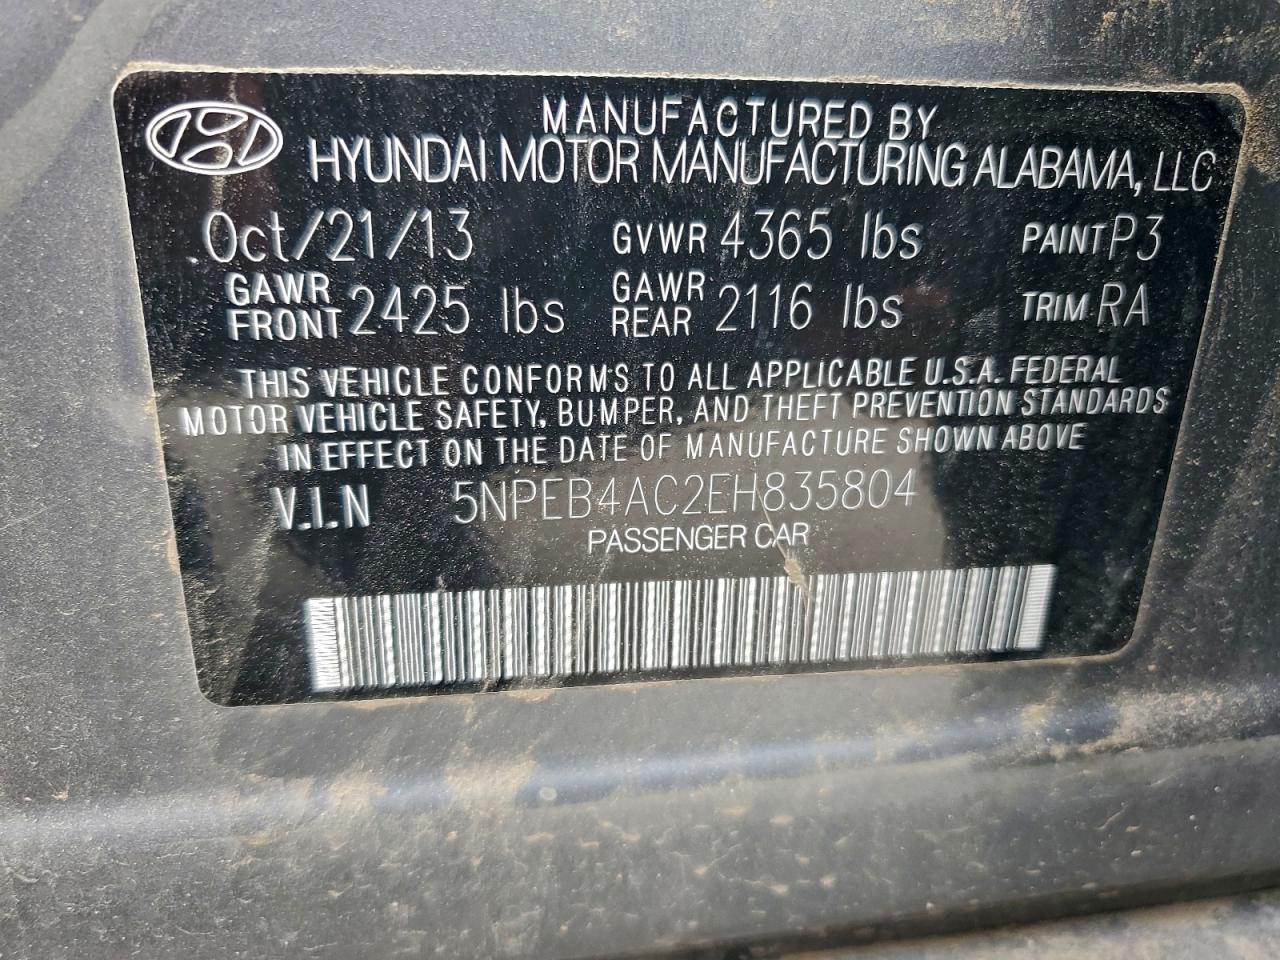 MANUFACTURED BY
HYUNDAI MOTOR MANUFACTURING ALABAMA, LLC
Oct/21/13 GVWR 4365 lbs PAINT P3
GAWR FRONT 2425 lbs GAWR REAR 2116 lbs TRIM RA
THIS VEHICLE CONFORMS TO ALL APPLICABLE U.S.A. FEDERAL
MOTOR VEHICLE SAFETY, BUMPER, AND THEFT PREVENTION STANDARDS
IN EFFECT ON THE DATE OF MANUFACTURE SHOWN ABOVE
V.I.N 5NPEB4AC2EH835804
PASSENGER CAR